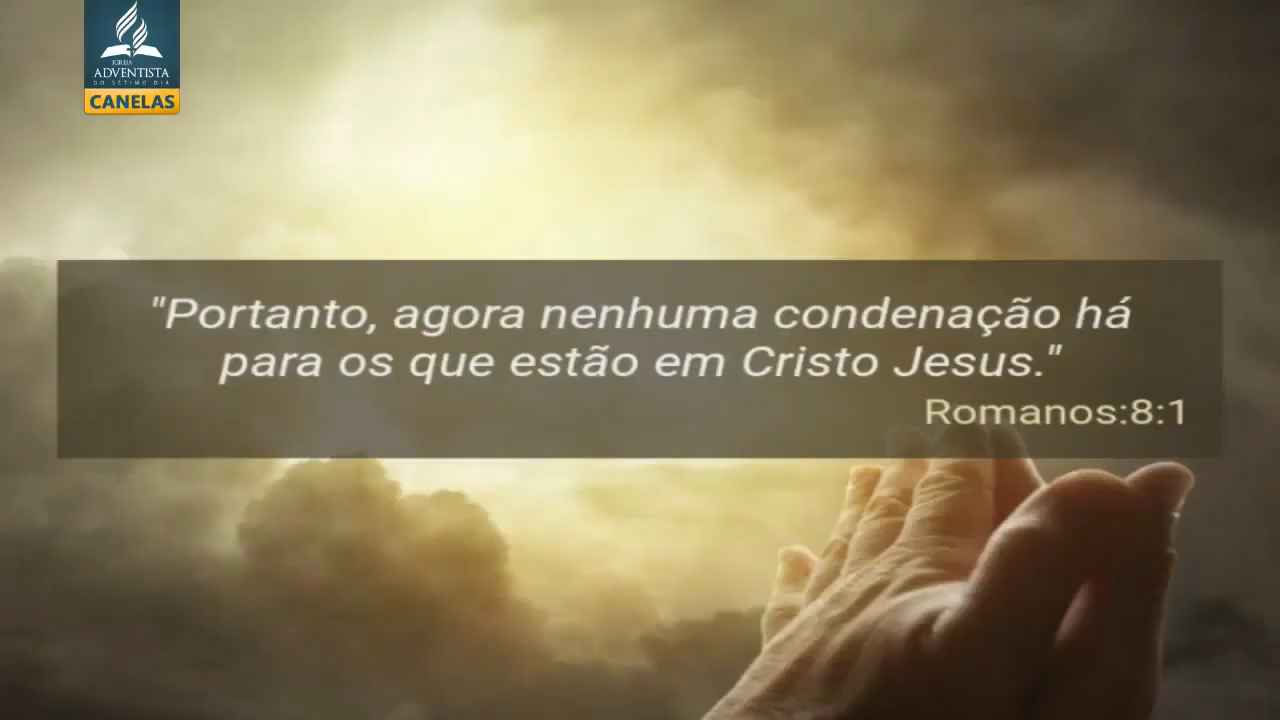 IGREJA
ADVENTISTA
DO SÉTIMO DIA
CANELAS
"Portanto, agora nenhuma condenação há
para os que estão em Cristo Jesus."
Romanos:8:1